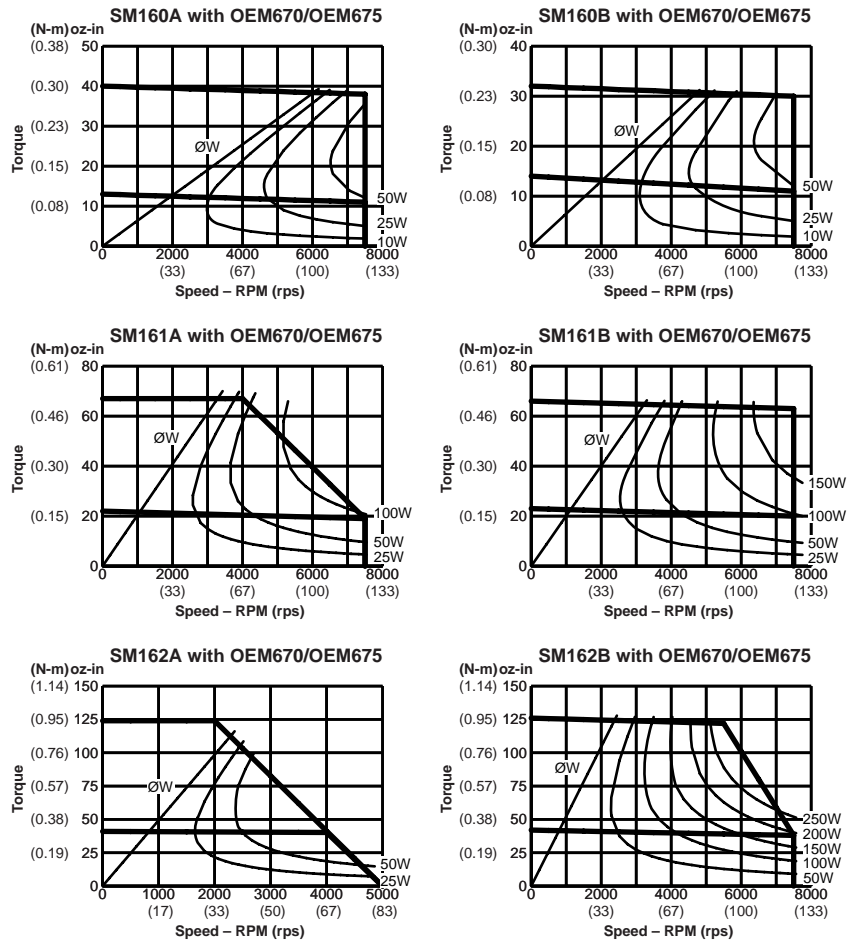 SM160A with OEM670/OEM675
(N-m) oz-in
(0.38) 50
(0.30) 40
(0.23) 30
(0.15) 20
(0.08) 10
0
Torque
ØW
50W
25W
10W
0 2000 4000 6000 8000
(33) (67) (100) (133)
Speed – RPM (rps)
SM160B with OEM670/OEM675
(N-m) oz-in
(0.30) 40
(0.23) 30
(0.15) 20
(0.08) 10
0
Torque
ØW
50W
25W
10W
0 2000 4000 6000 8000
(33) (67) (100) (133)
Speed – RPM (rps)
SM161A with OEM670/OEM675
(N-m) oz-in
(0.61) 80
(0.46) 60
(0.30) 40
(0.15) 20
0
Torque
ØW
100W
50W
25W
0 2000 4000 6000 8000
(33) (67) (100) (133)
Speed – RPM (rps)
SM161B with OEM670/OEM675
(N-m) oz-in
(0.61) 80
(0.46) 60
(0.30) 40
(0.15) 20
0
Torque
ØW
150W
100W
50W
25W
0 2000 4000 6000 8000
(33) (67) (100) (133)
Speed – RPM (rps)
SM162A with OEM670/OEM675
(N-m) oz-in
(1.14) 150
(0.95) 125
(0.76) 100
(0.57) 75
(0.38) 50
(0.19) 25
0
Torque
ØW
50W
25W
0 1000 2000 3000 4000 5000
(17) (33) (50) (67) (83)
Speed – RPM (rps)
SM162B with OEM670/OEM675
(N-m) oz-in
(1.14) 150
(0.95) 125
(0.76) 100
(0.57) 75
(0.38) 50
(0.19) 25
0
Torque
ØW
250W
200W
150W
100W
50W
0 2000 4000 6000 8000
(33) (67) (100) (133)
Speed – RPM (rps)